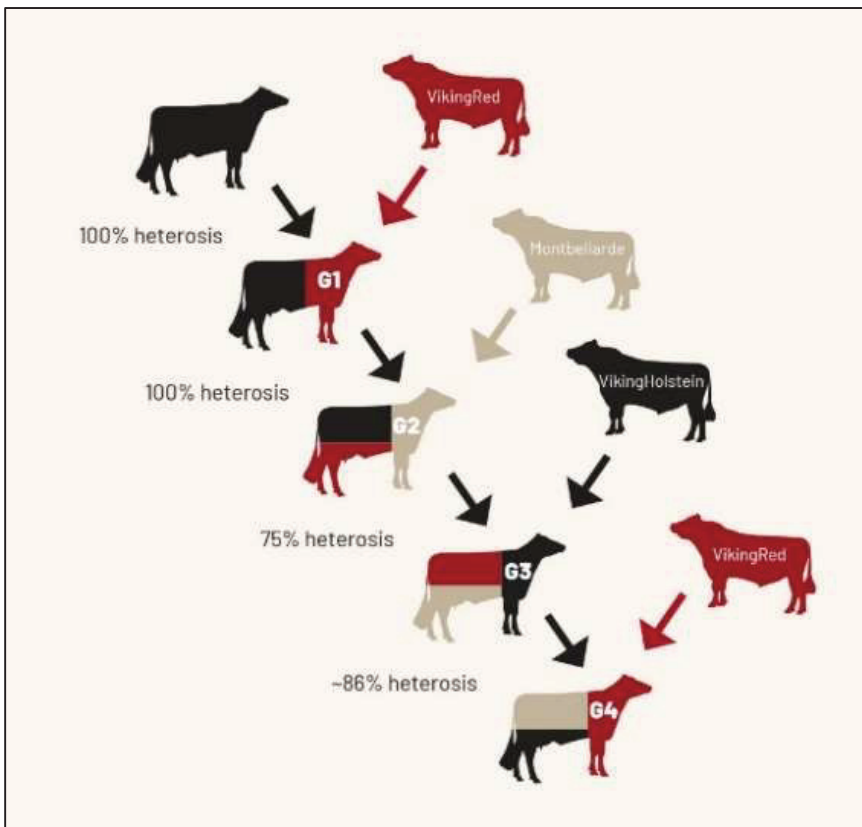 VikingRed
100% heterosis
G1
Montbeliarde
100% heterosis
VikingHolstein
G2
75% heterosis
G3
VikingRed
~86% heterosis
G4